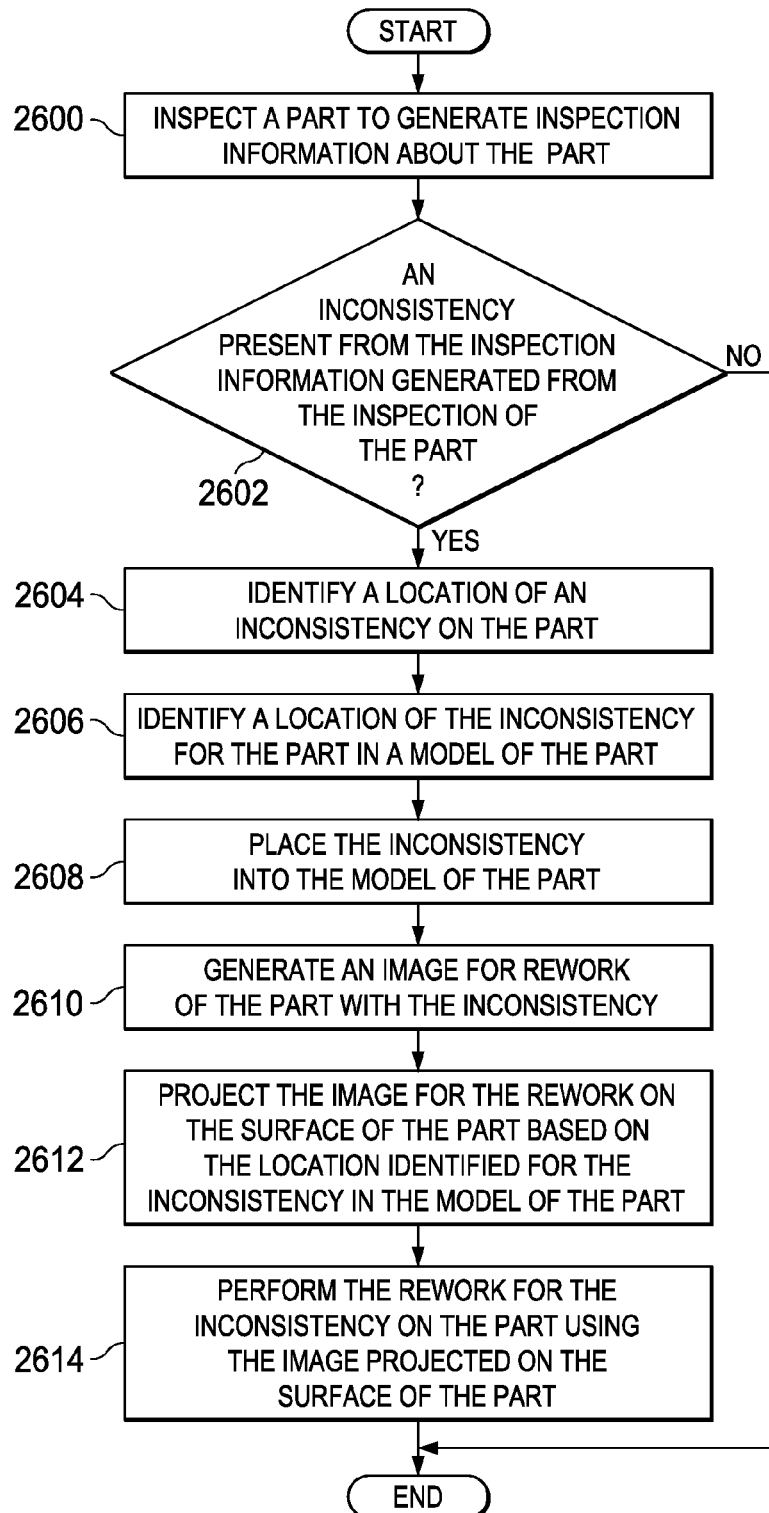 START
2600
INSPECT A PART TO GENERATE INSPECTION
INFORMATION ABOUT THE PART
AN
INCONSISTENCY
PRESENT FROM THE INSPECTION
INFORMATION GENERATED FROM
THE INSPECTION OF
THE PART
?
NO
2602
YES
2604
IDENTIFY A LOCATION OF AN
INCONSISTENCY ON THE PART
2606
IDENTIFY A LOCATION OF THE INCONSISTENCY
FOR THE PART IN A MODEL OF THE PART
2608
PLACE THE INCONSISTENCY
INTO THE MODEL OF THE PART
2610
GENERATE AN IMAGE FOR REWORK
OF THE PART WITH THE INCONSISTENCY
2612
PROJECT THE IMAGE FOR THE REWORK ON
THE SURFACE OF THE PART BASED ON
THE LOCATION IDENTIFIED FOR THE
INCONSISTENCY IN THE MODEL OF THE PART
2614
PERFORM THE REWORK FOR THE
INCONSISTENCY ON THE PART USING
THE IMAGE PROJECTED ON THE
SURFACE OF THE PART
END